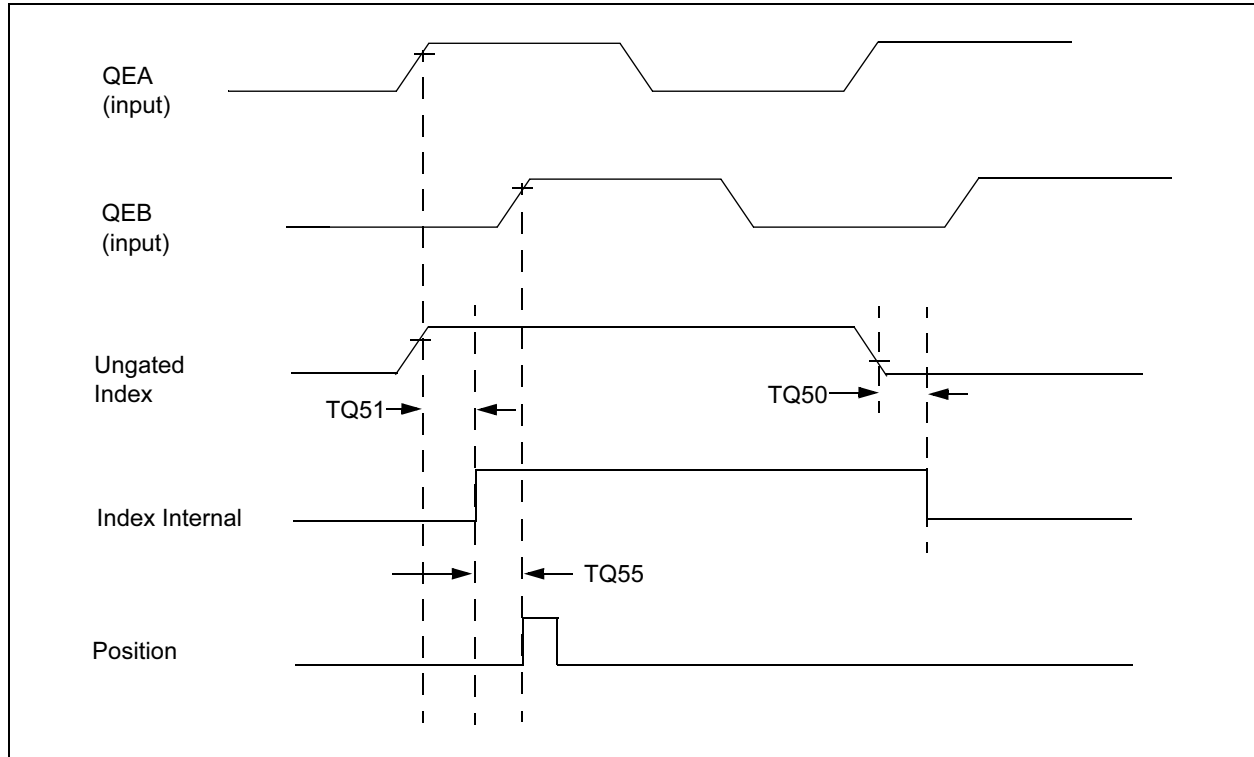 QEA
(input)
QEB
(input)
Ungated
Index
TQ51
TQ50
Index Internal
TQ55
Position